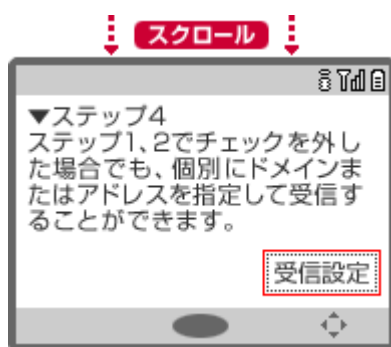 スクロール
▼ステップ4
ステップ1、2でチェックを外し
た場合でも、個別にドメインま
たはアドレスを指定して受信す
ることができます。
受信設定